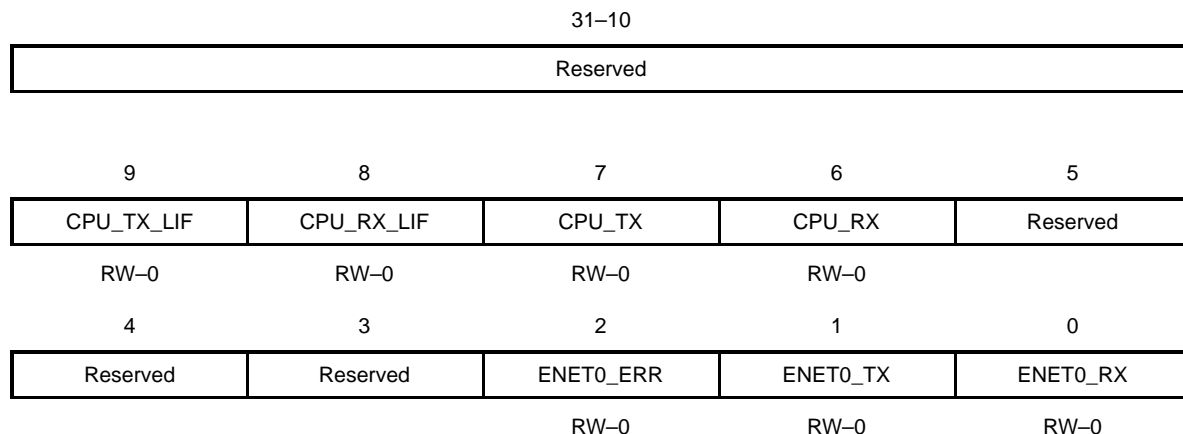 31–10
Reserved
9 8 7 6 5
CPU_TX_LIF CPU_RX_LIF CPU_TX CPU_RX Reserved
RW–0 RW–0 RW–0 RW–0
4 3 2 1 0
Reserved Reserved ENET0_ERR ENET0_TX ENET0_RX
RW–0 RW–0 RW–0